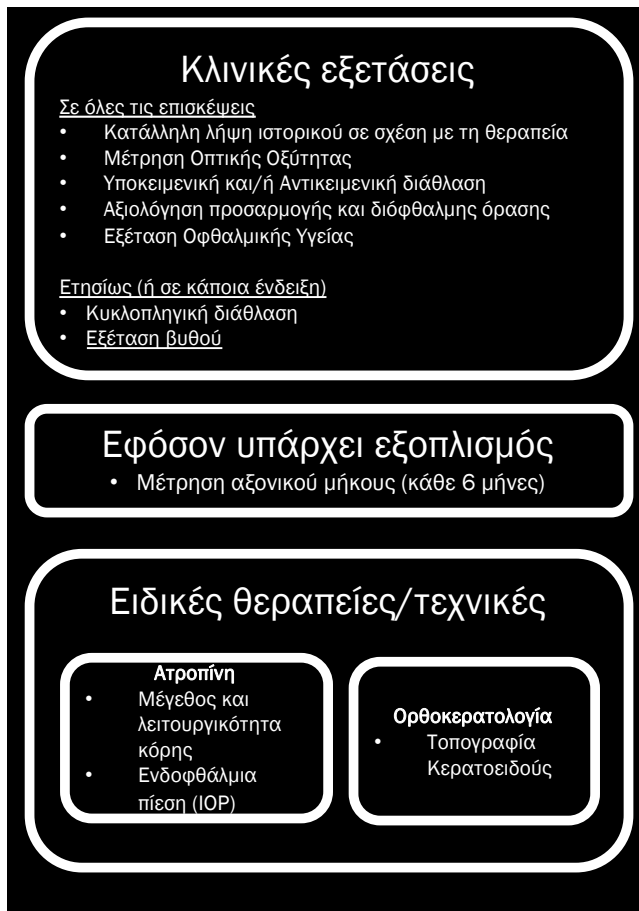 Κλινικές εξετάσεις
Σε όλες τις επισκέψεις
• Κατάλληλη λήψη ιστορικού σε σχέση με τη θεραπεία
• Μέτρηση Οπτικής Οξύτητας
• Υποκειμενική και/ή Αντικειμενική διάθλαση
• Αξιολόγηση προσαρμογής και διόφθαλμης όρασης
• Εξέταση Οφθαλμικής Υγείας
Ετησίως (ή σε κάποια ένδειξη)
• Κυκλοπληγική διάθλαση
• Εξέταση βυθού
Εφόσον υπάρχει εξοπλισμός
• Μέτρηση αξονικού μήκους (κάθε 6 μήνες)
Ειδικές θεραπείες/τεχνικές
Ατροπίνη
• Μέγεθος και
λειτουργικότητα
κόρης
• Ενδοφθάλμια
πίεση (IOP)
Ορθοκερατολογία
• Τοπογραφία
Κερατοειδούς